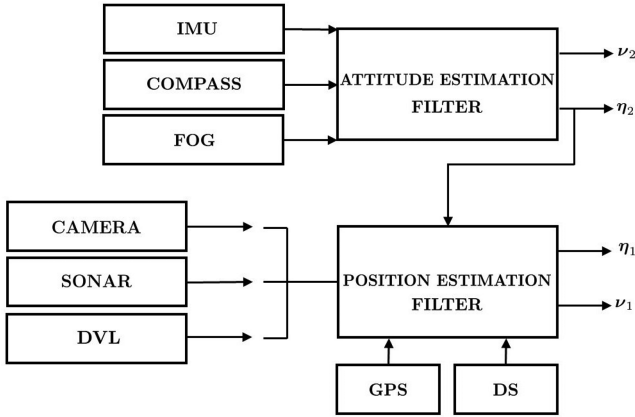 IMU
COMPASS
FOG
ATTITUDE ESTIMATION
FILTER
ν₂
η₂
CAMERA
SONAR
DVL
POSITION ESTIMATION
FILTER
η₁
ν₁
GPS
DS